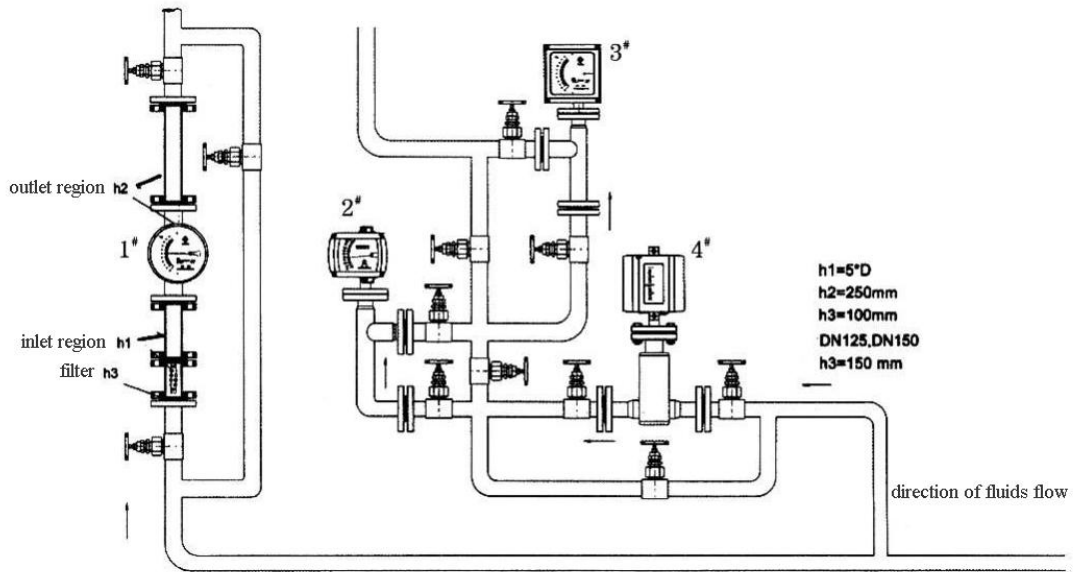 3#
outlet region h2
2#
1#
4#
h1=5*D
h2=250mm
h3=100mm
DN125,DN150
h3=150 mm
inlet region h1
filter h3
direction of fluids flow